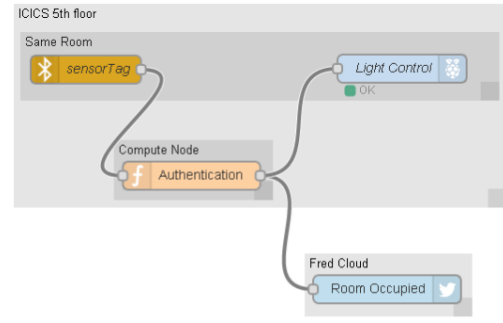 ICICS 5th floor
Same Room
sensorTag
Light Control
OK
Compute Node
Authentication
Fred Cloud
Room Occupied